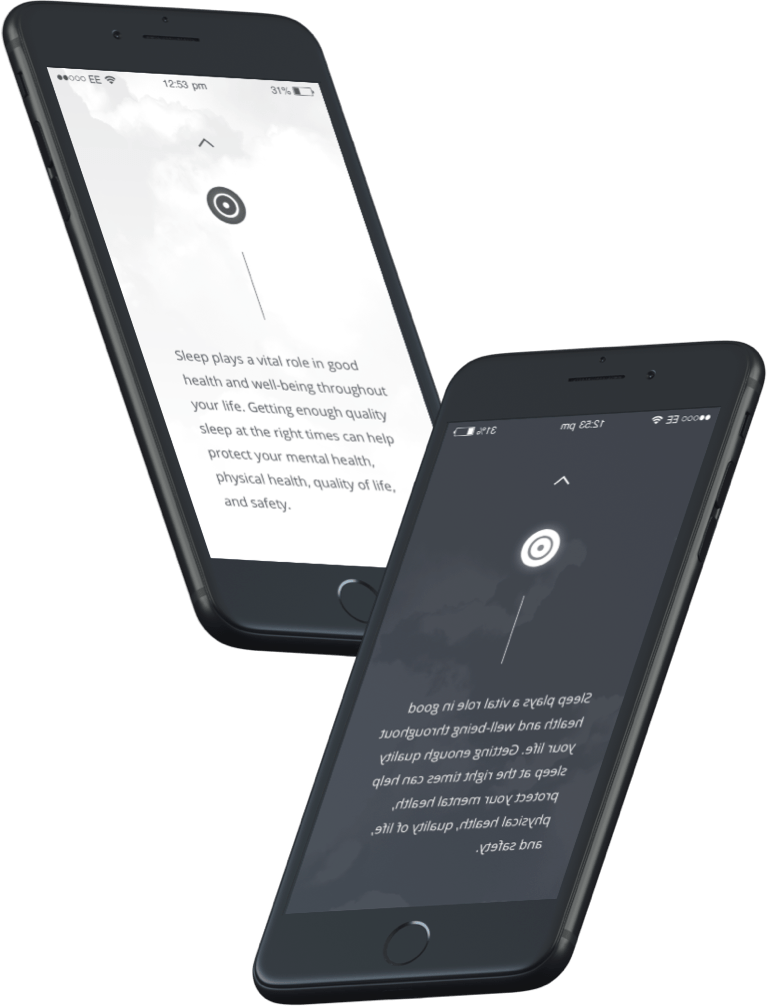 ●●○○○ EE 12:53 pm 31%
Sleep plays a vital role in good
health and well-being throughout
your life. Getting enough quality
sleep at the right times can help
protect your mental health,
physical health, quality of life,
and safety.
●●○○○ EE 12:53 pm 31%
Sleep plays a vital role in good
health and well-being throughout
your life. Getting enough quality
sleep at the right times can help
protect your mental health,
physical health, quality of life,
and safety.